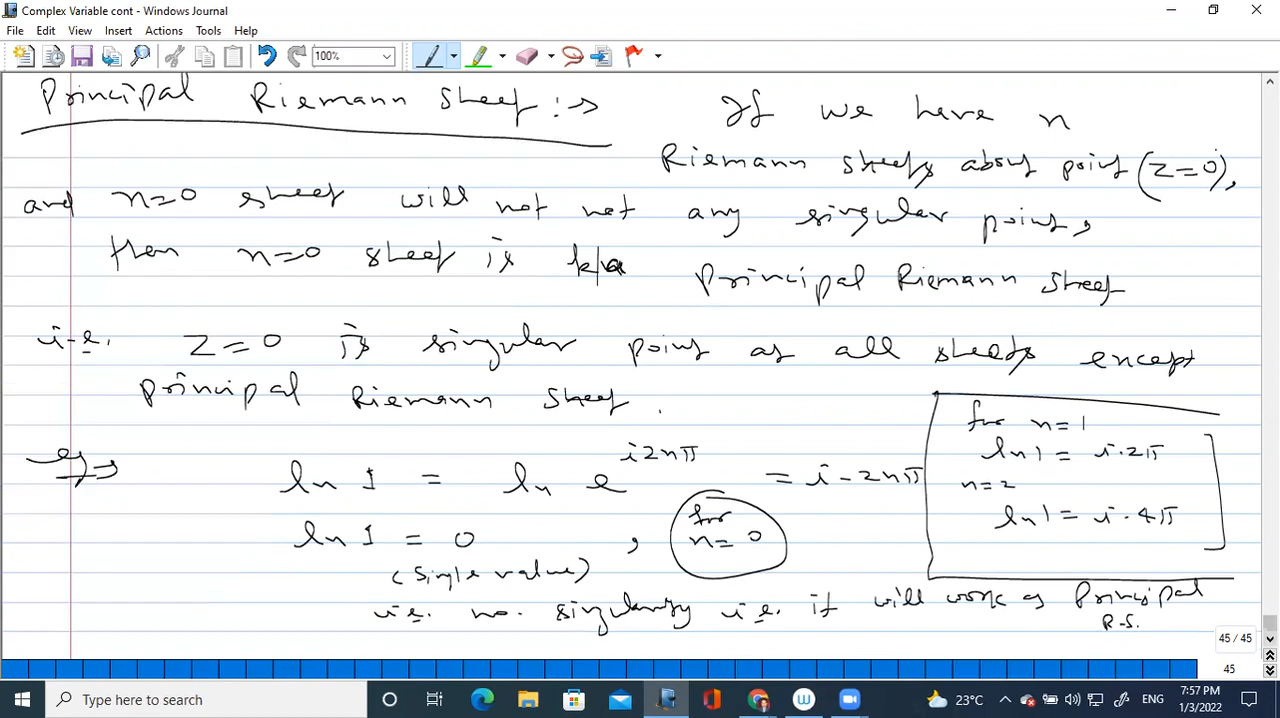 Complex Variable cont - Windows Journal
File Edit View Insert Actions Tools Help
100%
Principal Riemann Sheet :→ If we have n
Riemann sheets about point (z=0),
and n=0 sheet will not not any singular point,
then n=0 sheet is k/a Principal Riemann Sheet
i.e. z=0 is singular point as all sheets except
Principal Riemann Sheet.
eg ⇒ ln 1 = ln e^{i2nπ} = i-2nπ
ln 1 = 0 , for n=0
(Single value)
i.e. no. singularity i.e. it will work as Principal
R.S.
for n=1
ln 1 = i·2π
n=2
ln 1 = i·4π
45 / 45
45
Type here to search
23°C
ENG
7:57 PM
1/3/2022